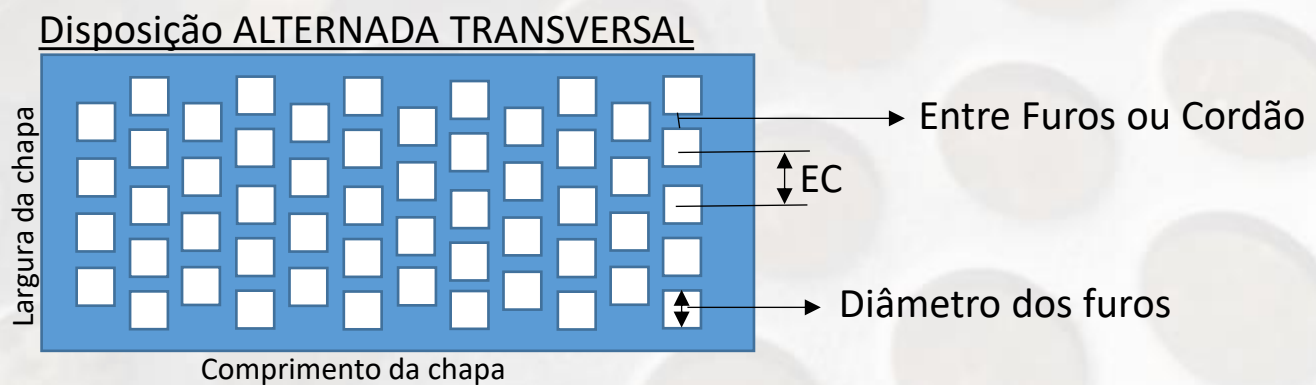 Disposição ALTERNADA TRANSVERSAL
Largura da chapa
Entre Furos ou Cordão
EC
Diâmetro dos furos
Comprimento da chapa